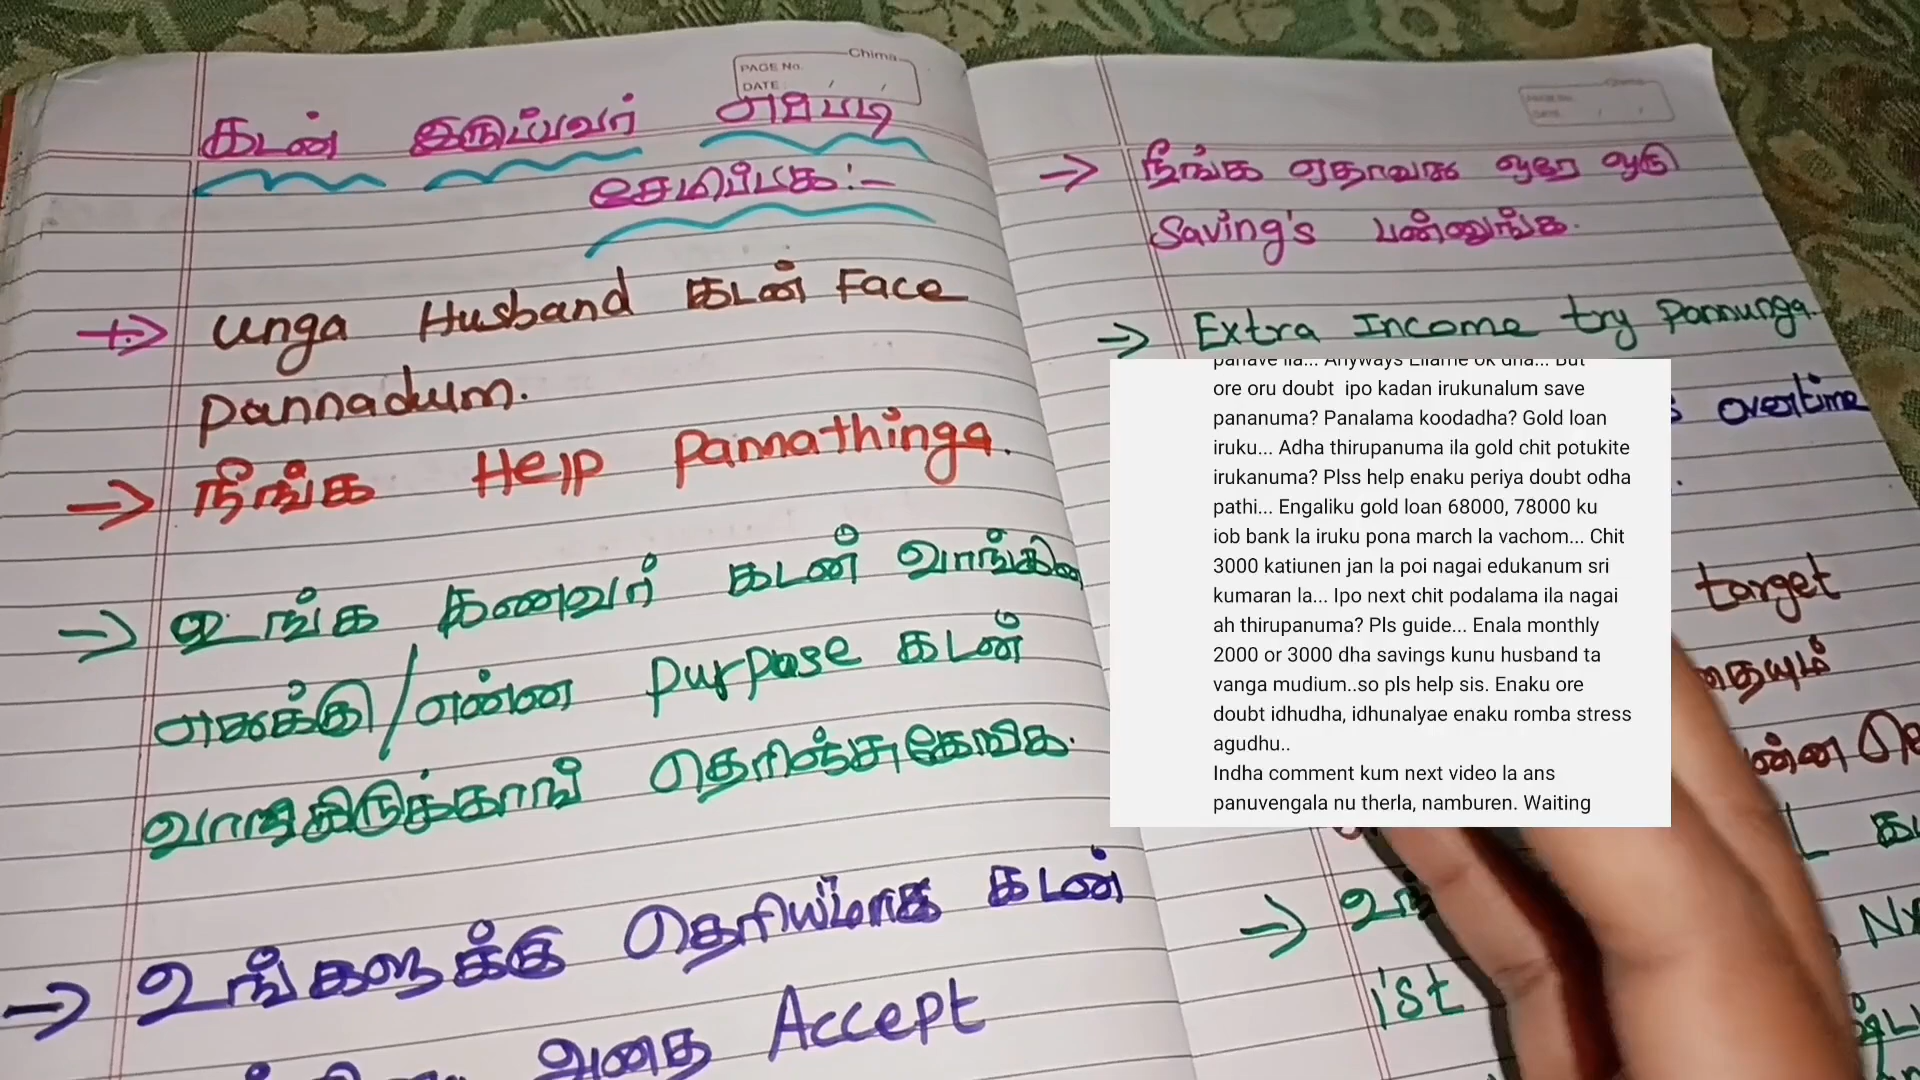 Chima
PAGE No.
DATE: / /
கடன் இருப்பவர் எப்படி
சேமிப்பது:-
→ Unga Husband கடன் Face
Pannadum.
→ நீங்க Help Pannathinga.
→ உங்க கணவர் கடன் வாங்கின
எதுக்கு/என்ன Purpose கடன்
வாங்கிருக்காங் தெரிஞ்சுகோங்க.
→ உங்களுக்கு தெரியாம கடன்
அதை Accept
→ நீங்க ஏதாவது ஒரே ஒரு
Saving's பண்ணுங்க.
→ Extra Income try Pannunga.
overtime
target
→ உங்
ist
ore oru doubt ipo kadan irukunalum save
pananuma? Panalama koodadha? Gold loan
iruku... Adha thirupanuma ila gold chit potukite
irukanuma? Plss help enaku periya doubt odha
pathi... Engaliku gold loan 68000, 78000 ku
iob bank la iruku pona march la vachom... Chit
3000 katiunen jan la poi nagai edukanum sri
kumaran la... Ipo next chit podalama ila nagai
ah thirupanuma? Pls guide... Enala monthly
2000 or 3000 dha savings kunu husband ta
vanga mudium..so pls help sis. Enaku ore
doubt idhudha, idhunalyae enaku romba stress
agudhu..
Indha comment kum next video la ans
panuvengala nu therla, namburen. Waiting